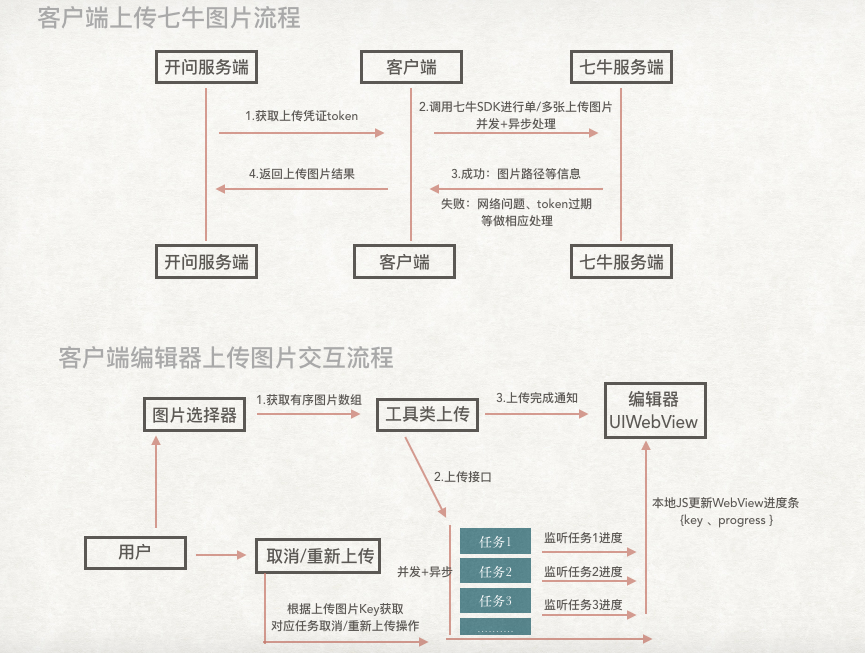 客户端上传七牛图片流程
开问服务端
客户端
七牛服务端
1.获取上传凭证token
2.调用七牛SDK进行单/多张上传图片
并发+异步处理
4.返回上传图片结果
3.成功：图片路径等信息
失败：网络问题、token过期
等做相应处理
开问服务端
客户端
七牛服务端
客户端编辑器上传图片交互流程
图片选择器
1.获取有序图片数组
工具类上传
3.上传完成通知
编辑器
UIWebView
2.上传接口
本地JS更新WebView进度条
{key 、progress }
用户
取消/重新上传
并发+异步
任务1
监听任务1进度
任务2
监听任务2进度
任务3
监听任务3进度
..........
根据上传图片Key获取
对应任务取消/重新上传操作